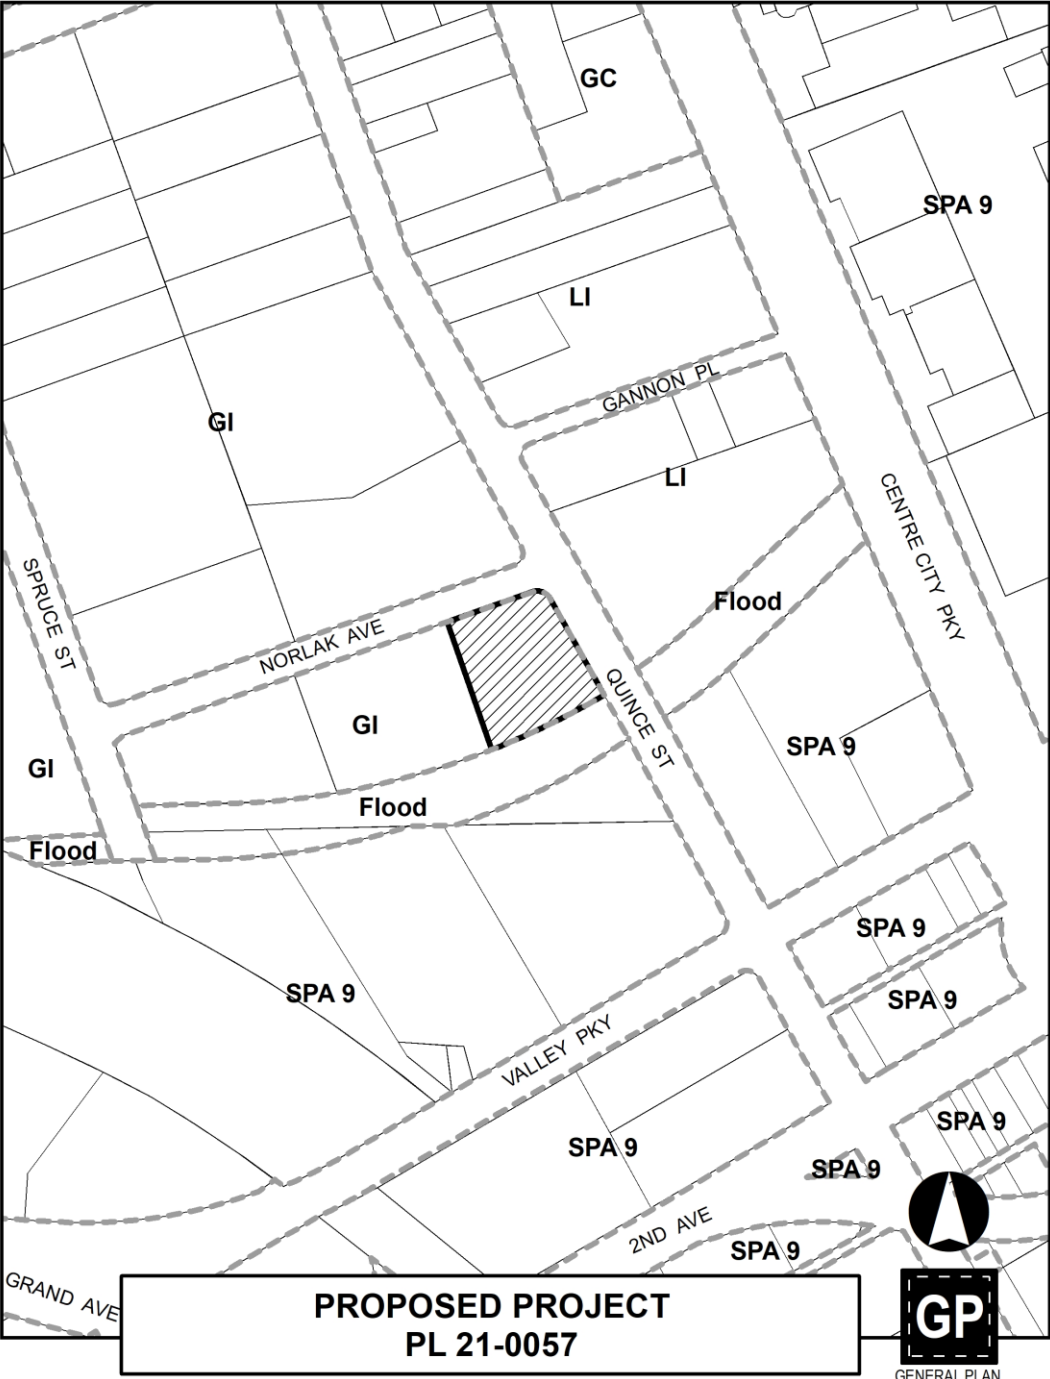 GC
SPA 9
LI
GANNON PL
GI
LI
CENTRE CITY PKY
SPRUCE ST
Flood
NORLAK AVE
QUINCE ST
GI
SPA 9
GI
Flood
Flood
SPA 9
SPA 9
SPA 9
VALLEY PKY
SPA 9
SPA 9
SPA 9
2ND AVE
SPA 9
GRAND AVE
PROPOSED PROJECT
PL 21-0057
GP
GENERAL PLAN